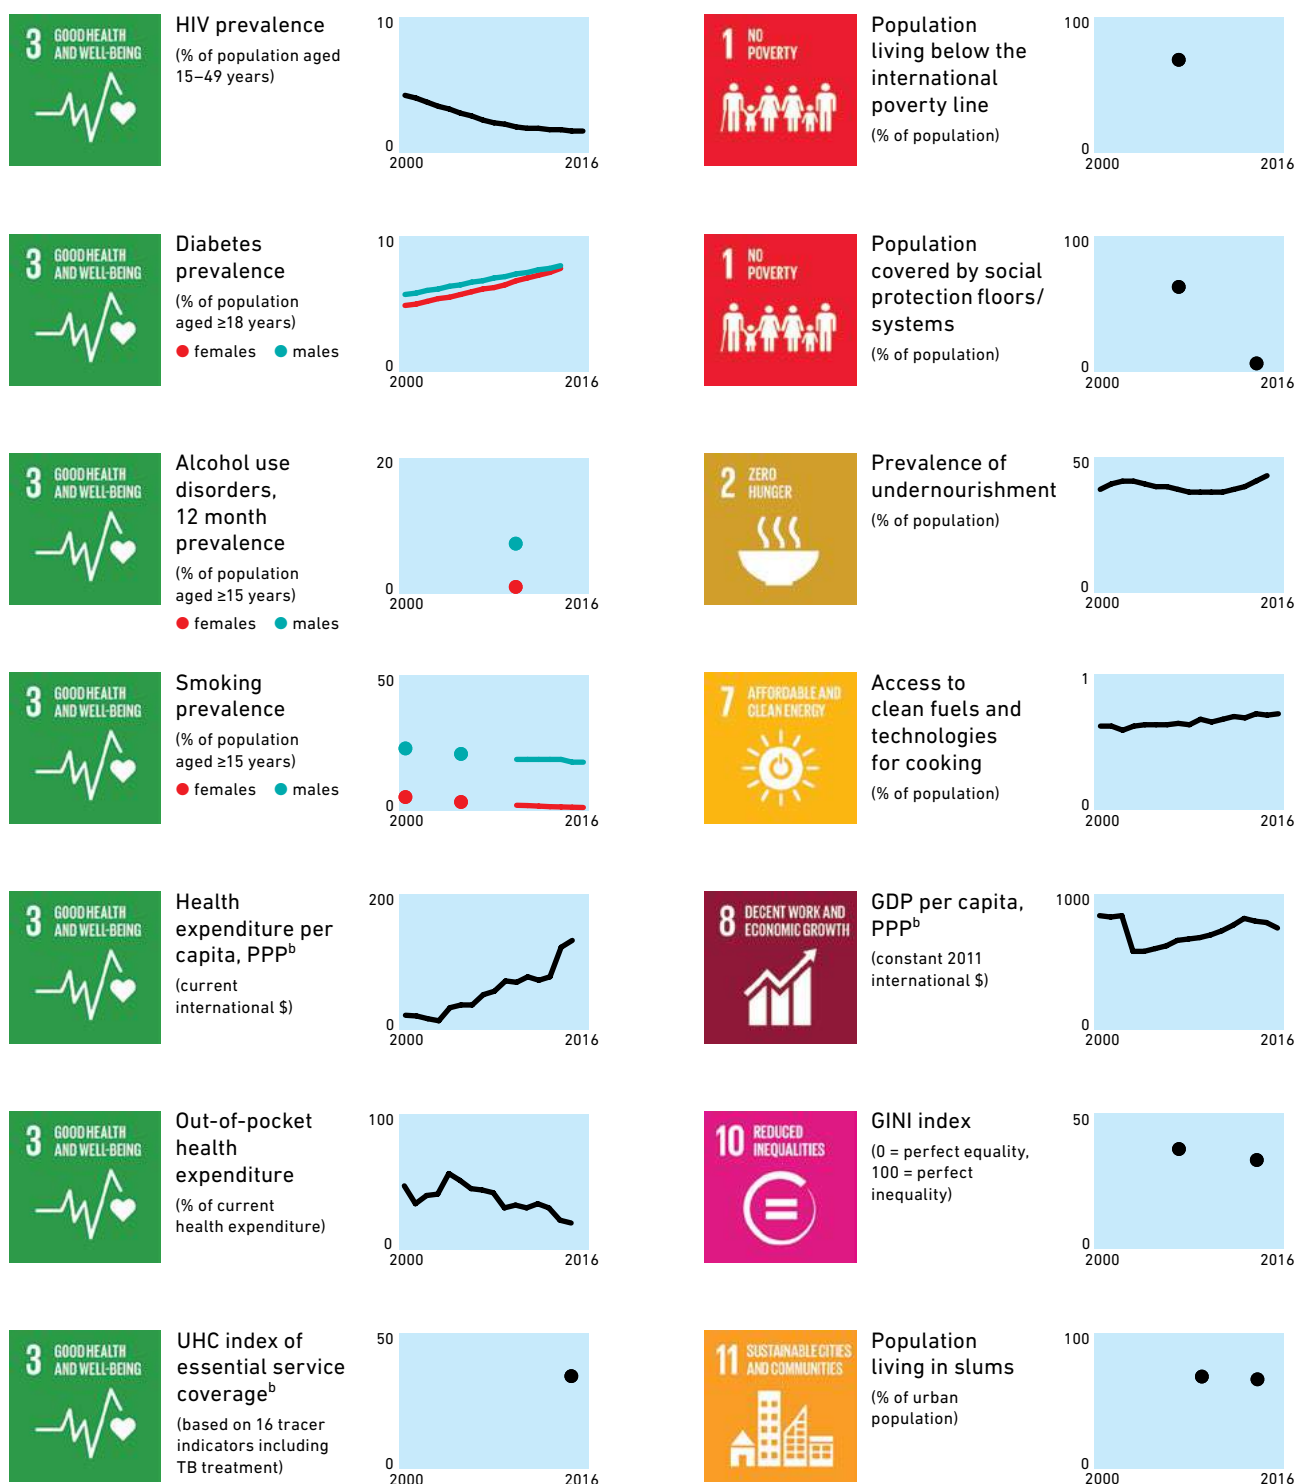 3 GOOD HEALTH
AND WELL-BEING
HIV prevalence
(% of population aged
15–49 years)
10
0
2000 2016
1 NO
POVERTY
Population
living below the
international
poverty line
(% of population)
100
0
2000 2016
3 GOOD HEALTH
AND WELL-BEING
Diabetes
prevalence
(% of population
aged ≥18 years)
females males
10
0
2000 2016
1 NO
POVERTY
Population
covered by social
protection floors/
systems
(% of population)
100
0
2000 2016
3 GOOD HEALTH
AND WELL-BEING
Alcohol use
disorders,
12 month
prevalence
(% of population
aged ≥15 years)
females males
20
0
2000 2016
2 ZERO
HUNGER
Prevalence of
undernourishment
(% of population)
50
0
2000 2016
3 GOOD HEALTH
AND WELL-BEING
Smoking
prevalence
(% of population
aged ≥15 years)
females males
50
0
2000 2016
7 AFFORDABLE AND
CLEAN ENERGY
Access to
clean fuels and
technologies
for cooking
(% of population)
1
0
2000 2016
3 GOOD HEALTH
AND WELL-BEING
Health
expenditure per
capita, PPPᵇ
(current
international $)
200
0
2000 2016
8 DECENT WORK AND
ECONOMIC GROWTH
GDP per capita,
PPPᵇ
(constant 2011
international $)
1000
0
2000 2016
3 GOOD HEALTH
AND WELL-BEING
Out-of-pocket
health
expenditure
(% of current
health expenditure)
100
0
2000 2016
10 REDUCED
INEQUALITIES
GINI index
(0 = perfect equality,
100 = perfect
inequality)
50
0
2000 2016
3 GOOD HEALTH
AND WELL-BEING
UHC index of
essential service
coverageᵇ
(based on 16 tracer
indicators including
TB treatment)
50
0
2000 2016
11 SUSTAINABLE CITIES
AND COMMUNITIES
Population
living in slums
(% of urban
population)
100
0
2000 2016